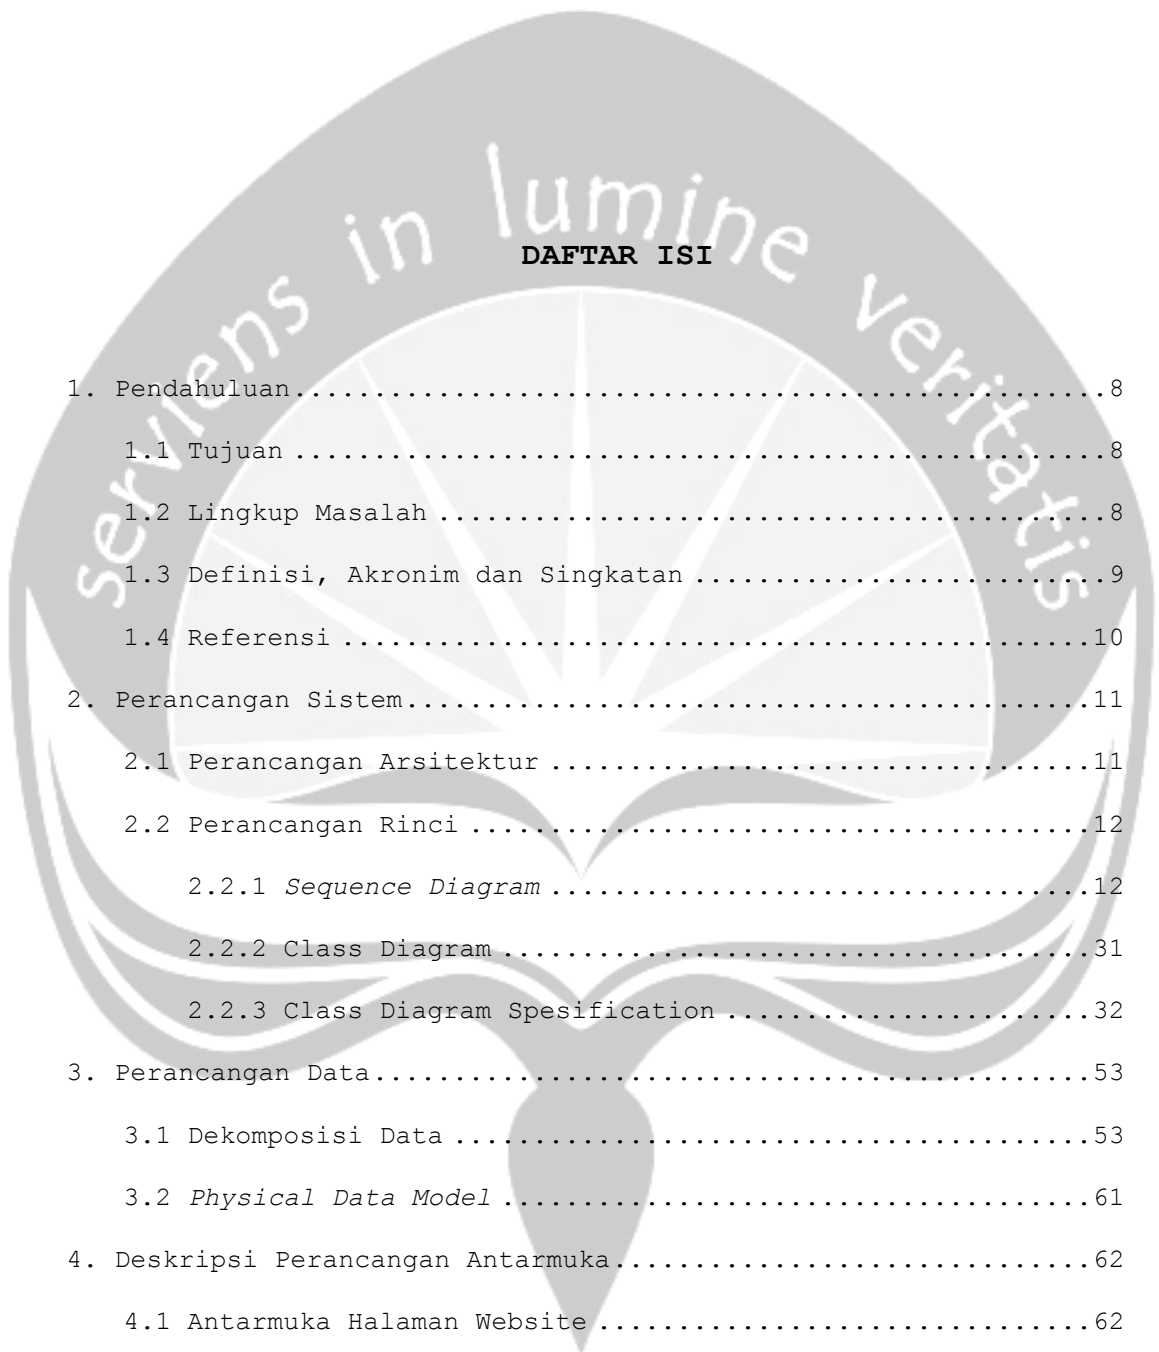 serviens in lumine veritatis
DAFTAR ISI
1. Pendahuluan..................................................8
1.1 Tujuan ..................................................8
1.2 Lingkup Masalah .........................................8
1.3 Definisi, Akronim dan Singkatan ..........................9
1.4 Referensi ...............................................10
2. Perancangan Sistem...........................................11
2.1 Perancangan Arsitektur ..................................11
2.2 Perancangan Rinci .......................................12
2.2.1 Sequence Diagram ..................................12
2.2.2 Class Diagram .....................................31
2.2.3 Class Diagram Spesification .......................32
3. Perancangan Data.............................................53
3.1 Dekomposisi Data ........................................53
3.2 Physical Data Model .....................................61
4. Deskripsi Perancangan Antarmuka..............................62
4.1 Antarmuka Halaman Website ...............................62